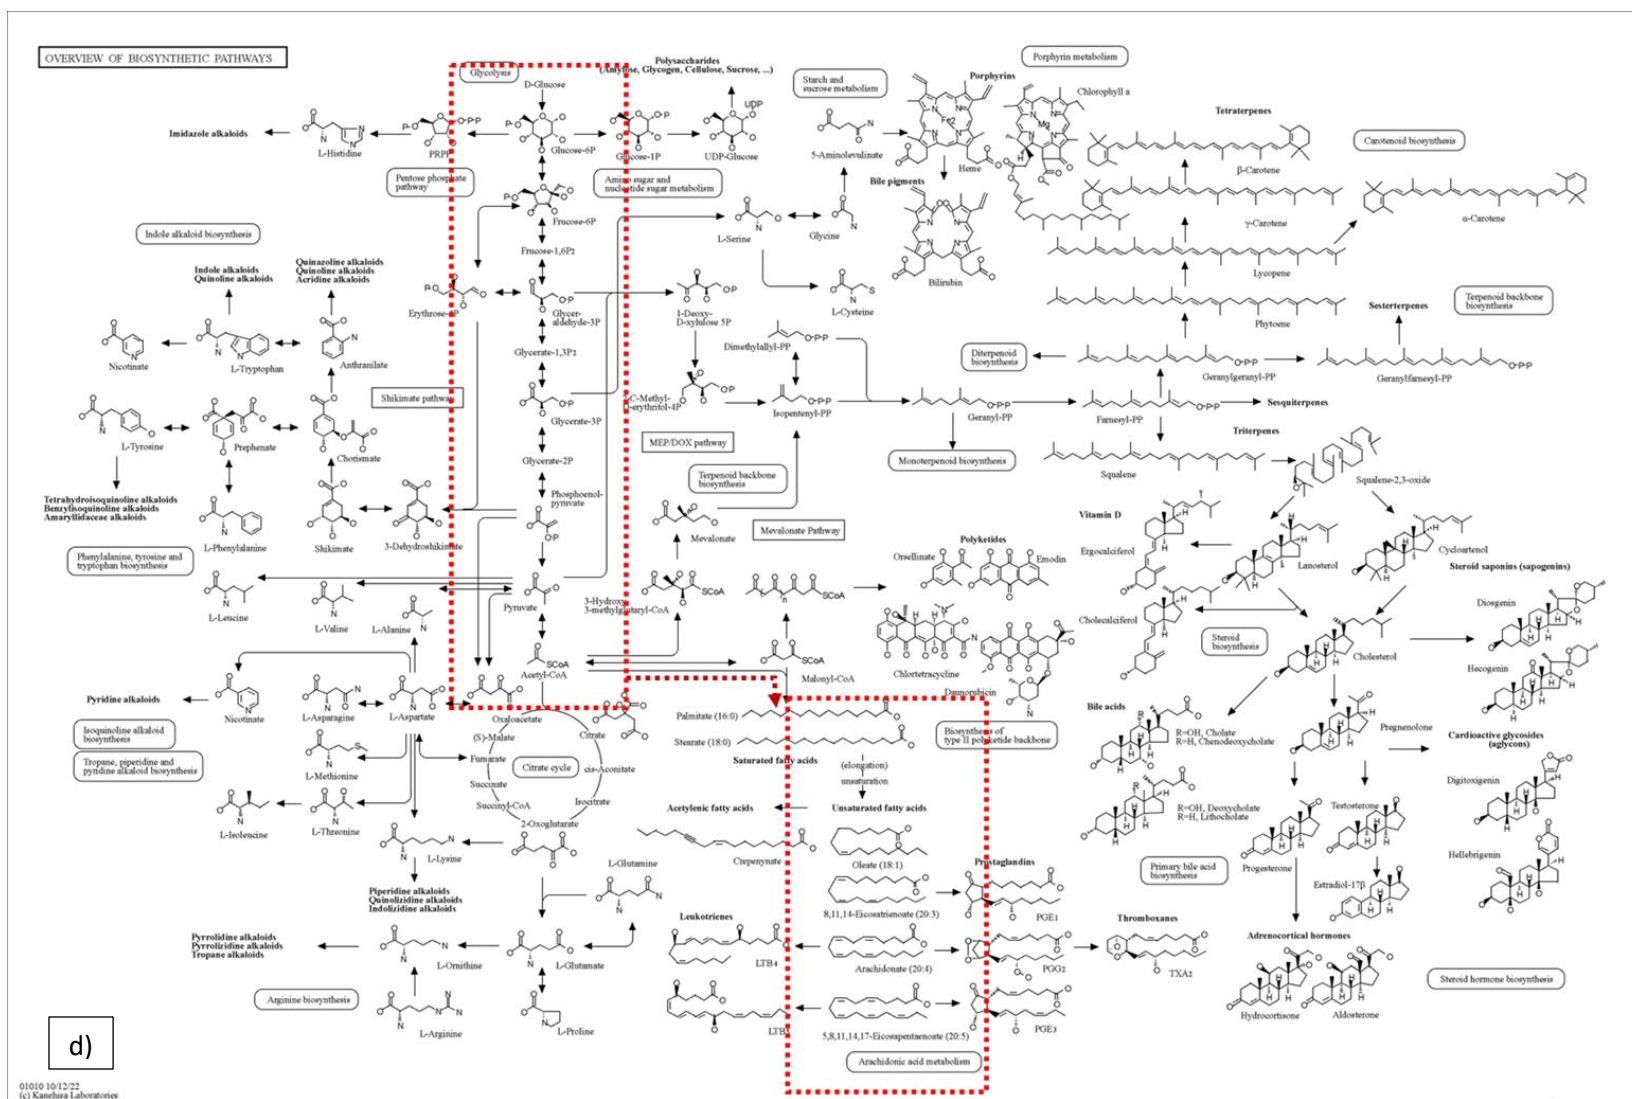 OVERVIEW OF BIOSYNTHETIC PATHWAYS
Glycolysis
D-Glucose
Polysaccharides
(Amylose, Glycogen, Cellulose, Sucrose, ...)
Starch and
sucrose metabolism
Porphyrins
Porphyrin metabolism
Chlorophyll a
Tetraterpenes
Imidazole alkaloids
L-Histidine
PRPP
Glucose-6P
Glucose-1P
UDP
UDP-Glucose
5-Aminolevulinate
Heme
β-Carotene
Carotenoid biosynthesis
Pentose phosphate
pathway
Amino sugar and
nucleotide sugar metabolism
Bile pigments
Frucose-6P
L-Serine
Glycine
γ-Carotene
α-Carotene
Indole alkaloid biosynthesis
Frucose-1,6P2
Lycopene
Indole alkaloids
Quinoline alkaloids
Quinazoline alkaloids
Quinoline alkaloids
Acridine alkaloids
Bilirubin
Erythrose-4P
Glycer-
aldehyde-3P
1-Deoxy-
D-xylulose 5P
L-Cysteine
Phytoene
Sesterterpenes
Terpenoid backbone
biosynthesis
Nicotinate
L-Tryptophan
Anthranilate
Glycerate-1,3P2
Dimethylallyl-PP
Diterpenoid
biosynthesis
Geranylgeranyl-PP
Geranylfarnesyl-PP
Shikimate pathway
Glycerate-3P
C-Methyl-
erythritol-4P
Isopentenyl-PP
Geranyl-PP
Farnesyl-PP
Sesquiterpenes
L-Tyrosine
Prephenate
Chorismate
Glycerate-2P
MEP/DOX pathway
Monoterpenoid biosynthesis
Triterpenes
Squalene
Squalene-2,3-oxide
Terpenoid backbone
biosynthesis
Phosphoenol-
pyruvate
Tetrahydroisoquinoline alkaloids
Benzylisoquinoline alkaloids
Amaryllidaceae alkaloids
L-Phenylalanine
Shikimate
3-Dehydroshikimate
Mevalonate
Mevalonate Pathway
Vitamin D
Polyketides
Orsellinate
Emodin
Ergocalciferol
Lanosterol
Cycloartenol
Steroid saponins (sapogenins)
Phenylalanine, tyrosine and
tryptophan biosynthesis
L-Leucine
L-Valine
L-Alanine
Pyruvate
3-Hydroxy-
3-methylglutaryl-CoA
SCoA
SCoA
Cholecalciferol
Diosgenin
Steroid
biosynthesis
Cholesterol
Hecogenin
SCoA
Acetyl-CoA
SCoA
Malonyl-CoA
Chlortetracycline
Daunorubicin
Pyridine alkaloids
Nicotinate
L-Asparagine
L-Aspartate
Oxaloacetate
(S)-Malate
Citrate
Palmitate (16:0)
Stearate (18:0)
Biosynthesis of
type II polyketide backbone
Bile acids
R=OH, Cholate
R=H, Chenodeoxycholate
Pregnenolone
Cardioactive glycosides
(aglycons)
Isoquinoline alkaloid
biosynthesis
Tropane, piperidine and
pyridine alkaloid biosynthesis
L-Methionine
Fumarate
Citrate cycle
cis-Aconitate
Saturated fatty acids
(elongation)
unsaturation
Digitoxigenin
Succinate
Succinyl-CoA
Isocitrate
2-Oxoglutarate
Acetylenic fatty acids
Unsaturated fatty acids
R=OH, Deoxycholate
R=H, Lithocholate
Testosterone
L-Isoleucine
L-Threonine
L-Lysine
L-Glutamine
Crepenynate
Oleate (18:1)
Prostaglandins
Primary bile acid
biosynthesis
Progesterone
Hellebrigenin
Piperidine alkaloids
Quinolizidine alkaloids
Indolizidine alkaloids
Estradiol-17β
Leukotrienes
8,11,14-Eicosatrienoate (20:3)
PGE1
Thromboxanes
Pyrrolidine alkaloids
Pyrrolizidine alkaloids
Tropane alkaloids
Adrenocortical hormones
L-Ornithine
L-Glutamate
LTB4
Arachidonate (20:4)
PGG2
TXA2
Steroid hormone biosynthesis
Arginine biosynthesis
Hydrocortisone
Aldosterone
L-Arginine
L-Proline
5,8,11,14,17-Eicosapentaenoate (20:5)
PGE3
d)
Arachidonic acid metabolism
01010 10/12/22
(c) Kanehisa Laboratories